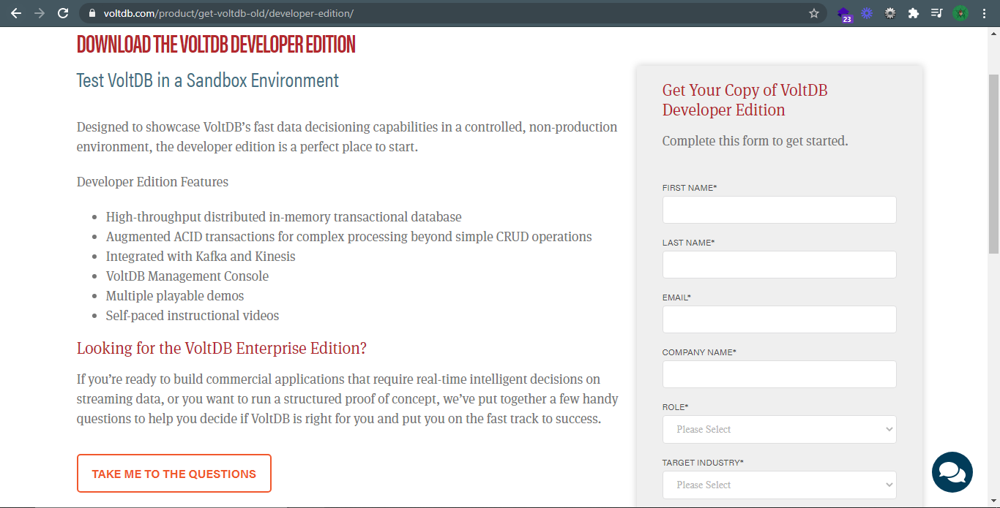 voltdb.com/product/get-voltdb-old/developer-edition/
23
DOWNLOAD THE VOLTDB DEVELOPER EDITION
Test VoltDB in a Sandbox Environment
Designed to showcase VoltDB’s fast data decisioning capabilities in a controlled, non-production
environment, the developer edition is a perfect place to start.
Developer Edition Features
• High-throughput distributed in-memory transactional database
• Augmented ACID transactions for complex processing beyond simple CRUD operations
• Integrated with Kafka and Kinesis
• VoltDB Management Console
• Multiple playable demos
• Self-paced instructional videos
Looking for the VoltDB Enterprise Edition?
If you’re ready to build commercial applications that require real-time intelligent decisions on
streaming data, or you want to run a structured proof of concept, we’ve put together a few handy
questions to help you decide if VoltDB is right for you and put you on the fast track to success.
TAKE ME TO THE QUESTIONS
Get Your Copy of VoltDB
Developer Edition
Complete this form to get started.
FIRST NAME*
LAST NAME*
EMAIL*
COMPANY NAME*
ROLE*
Please Select
TARGET INDUSTRY*
Please Select